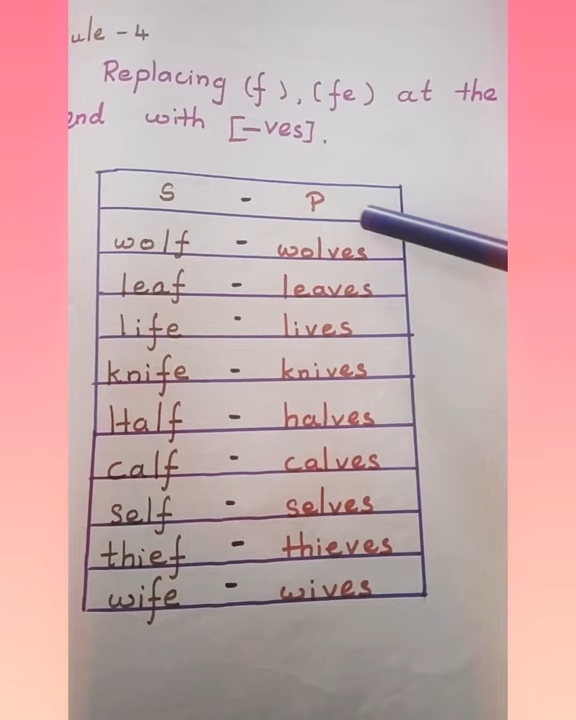 ule - 4
Replacing (f), (fe) at the
end with [-ves].
S - P
wolf - wolves
leaf - leaves
life - lives
knife - knives
Half - halves
calf - calves
self - selves
thief - thieves
wife - wives